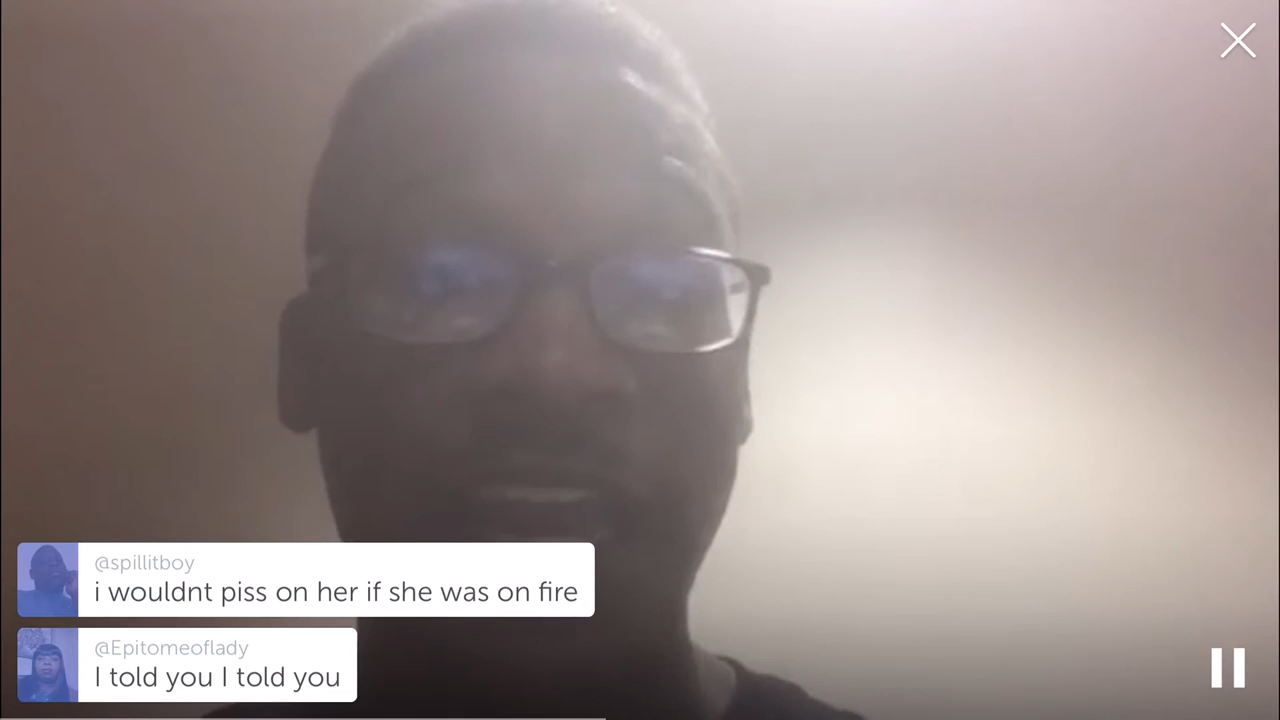 @spillitboy
i wouldnt piss on her if she was on fire
@Epitomeoflady
I told you I told you